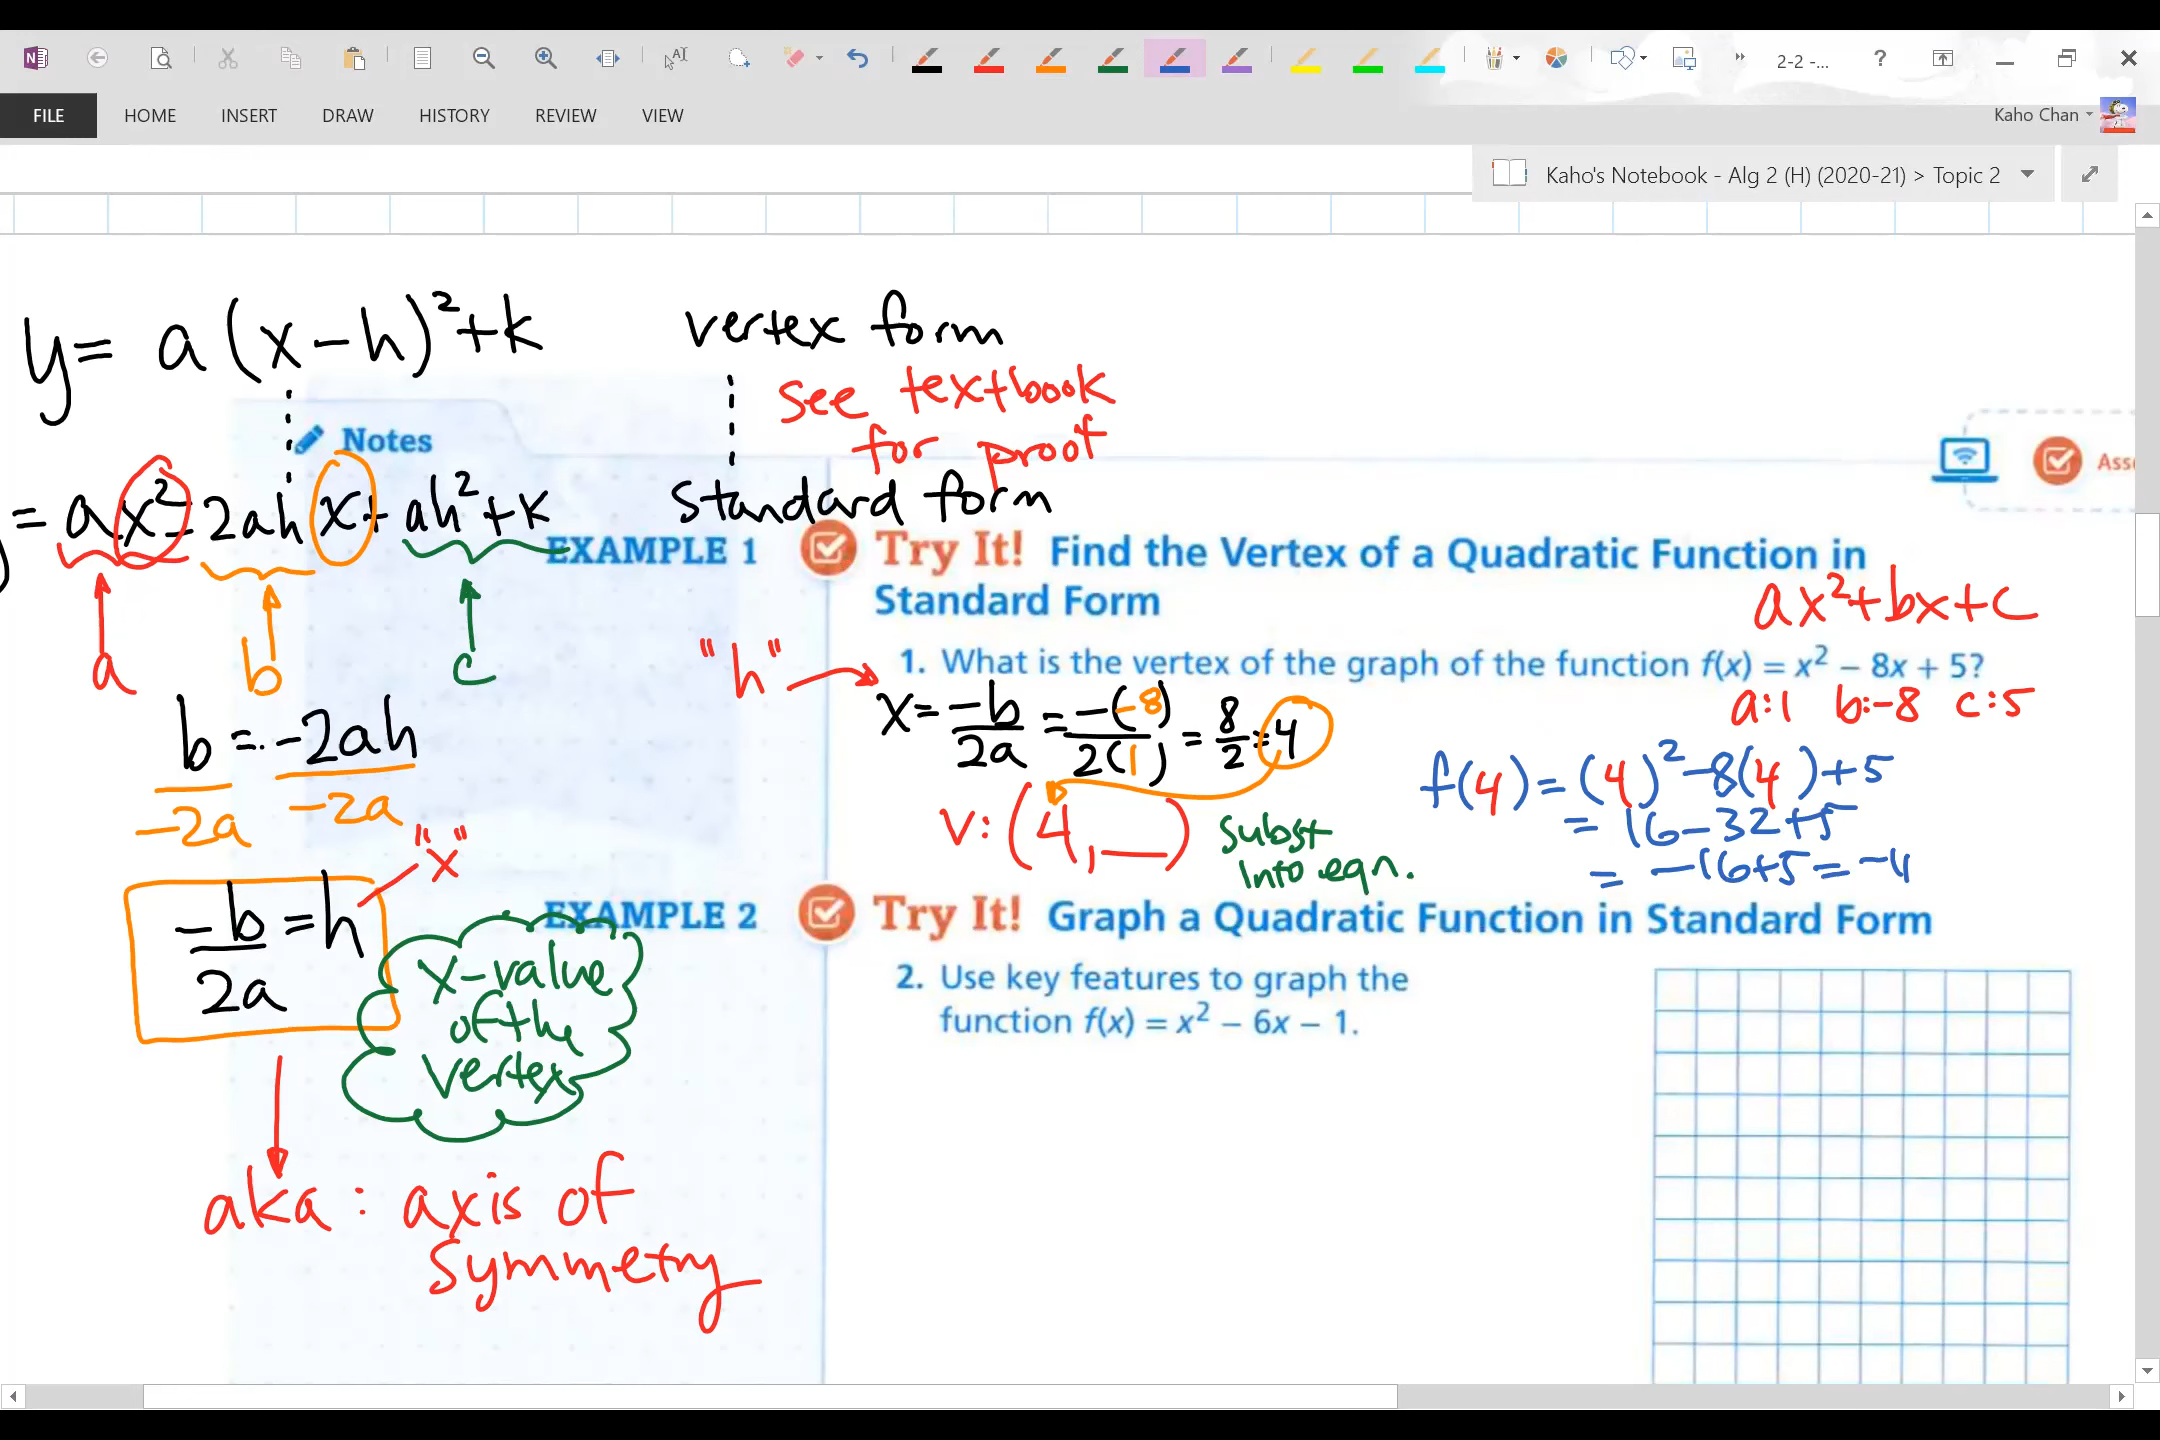 2-2 -...
FILE HOME INSERT DRAW HISTORY REVIEW VIEW
Kaho Chan
Kaho's Notebook - Alg 2 (H) (2020-21) > Topic 2
y = a(x-h)²+k vertex form
see textbook
for proof
Notes
= ax² - 2ahx + ah²+k standard form
Asse
a b c
EXAMPLE 1 Try It! Find the Vertex of a Quadratic Function in
Standard Form
ax²+bx+c
1. What is the vertex of the graph of the function f(x) = x² − 8x + 5?
a:1 b:-8 c:5
"h"
x = -b/2a = -(-8)/2(1) = 8/2 = 4
V: (4, __)
subst
into eqn.
f(4) = (4)²-8(4)+5
= 16-32+5
= -16+5 = -4
b = -2ah
-2a -2a
"x"
-b/2a = h
x-value
of the
vertex
aka: axis of
symmetry
EXAMPLE 2 Try It! Graph a Quadratic Function in Standard Form
2. Use key features to graph the
function f(x) = x² − 6x − 1.